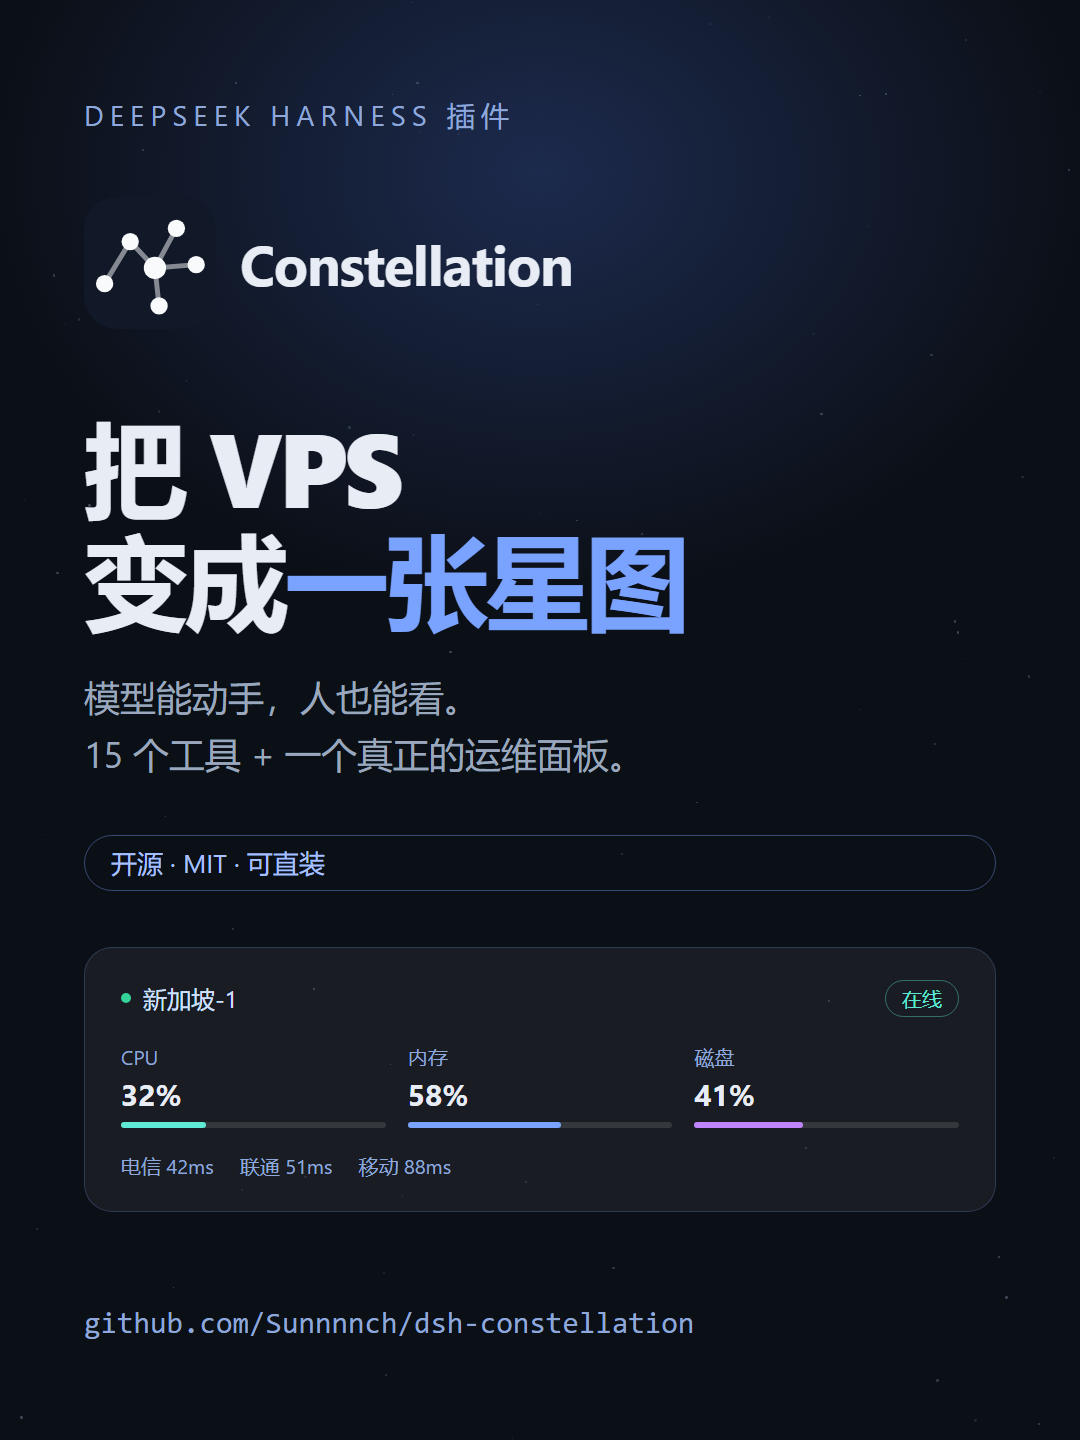 DEEPSEEK HARNESS 插件
Constellation
把 VPS
变成一张星图
模型能动手，人也能看。
15 个工具 + 一个真正的运维面板。
开源 · MIT · 可直装
新加坡-1
在线
CPU
内存
磁盘
32%
58%
41%
电信 42ms 联通 51ms 移动 88ms
github.com/Sunnnnch/dsh-constellation